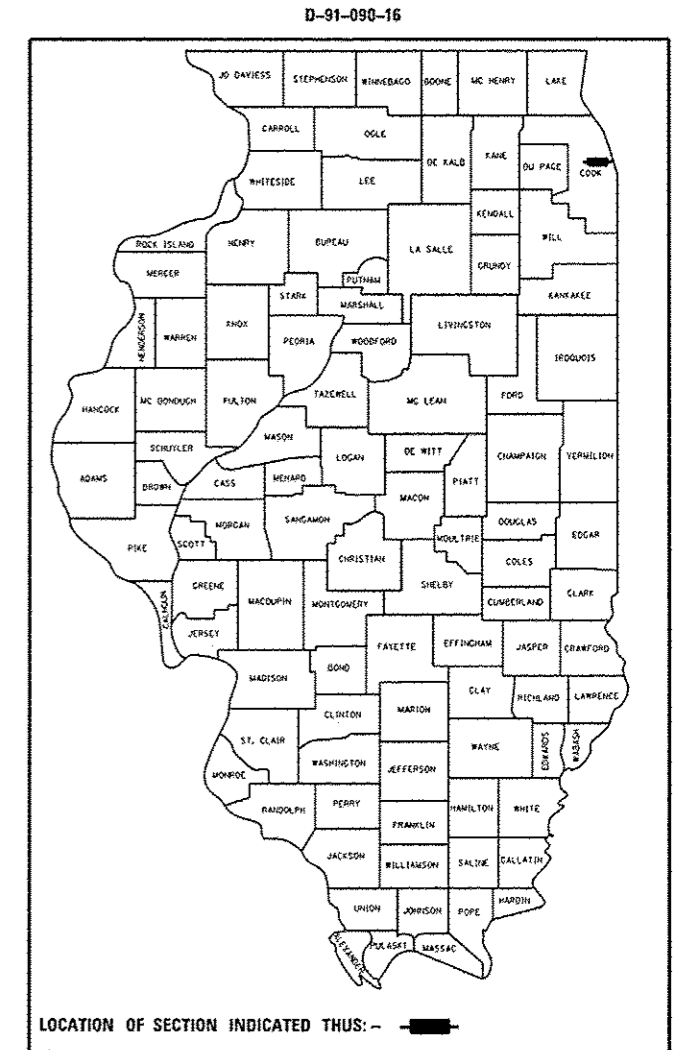 D-91-090-16
JO DAVIESS STEPHENSON WINNEBAGO BOONE MC HENRY LAKE
CARROLL OGLE
DE KALB KANE DU PAGE COOK
WHITESIDE LEE
KENDALL
ROCK ISLAND HENRY BUREAU LA SALLE WILL
MERCER PUTNAM GRUNDY
STARK MARSHALL KANKAKEE
HENDERSON WARREN KNOX PEORIA WOODFORD LIVINGSTON IROQUOIS
HANCOCK MC DONOUGH FULTON TAZEWELL MC LEAN FORD
MASON
SCHUYLER LOGAN DE WITT CHAMPAIGN VERMILION
ADAMS BROWN CASS MENARD MACON PIATT
PIKE SCOTT MORGAN SANGAMON CHRISTIAN MOULTRIE DOUGLAS EDGAR
COLES
GREENE SHELBY CLARK
CALHOUN MACOUPIN MONTGOMERY CUMBERLAND
JERSEY FAYETTE EFFINGHAM JASPER CRAWFORD
MADISON BOND
CLAY RICHLAND LAWRENCE
CLINTON MARION
ST. CLAIR WAYNE EDWARDS WABASH
WASHINGTON JEFFERSON
MONROE
RANDOLPH PERRY HAMILTON WHITE
FRANKLIN
JACKSON WILLIAMSON SALINE GALLATIN
UNION JOHNSON POPE HARDIN
ALEXANDER PULASKI MASSAC
LOCATION OF SECTION INDICATED THUS: -